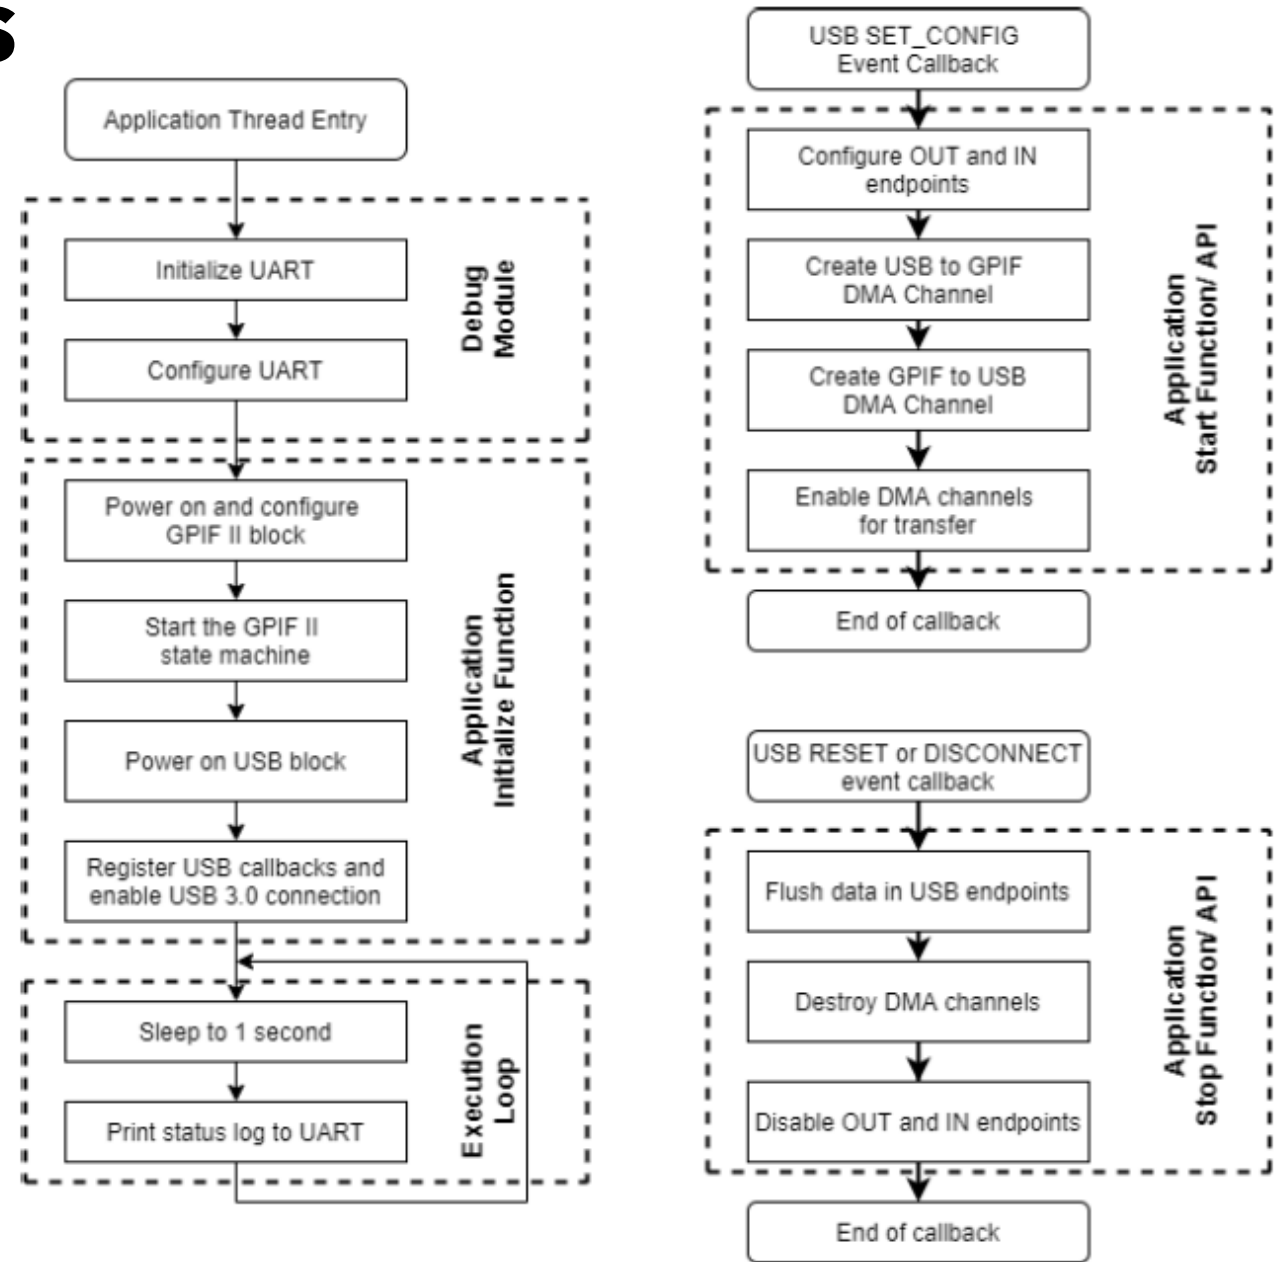 s
Application Thread Entry
Initialize UART
Configure UART
Debug
Module
Power on and configure
GPIF II block
Start the GPIF II
state machine
Power on USB block
Register USB callbacks and
enable USB 3.0 connection
Application
Initialize Function
Sleep to 1 second
Print status log to UART
Execution
Loop
USB SET_CONFIG
Event Callback
Configure OUT and IN
endpoints
Create USB to GPIF
DMA Channel
Create GPIF to USB
DMA Channel
Enable DMA channels
for transfer
Application
Start Function/ API
End of callback
USB RESET or DISCONNECT
event callback
Flush data in USB endpoints
Destroy DMA channels
Disable OUT and IN endpoints
Application
Stop Function/ API
End of callback